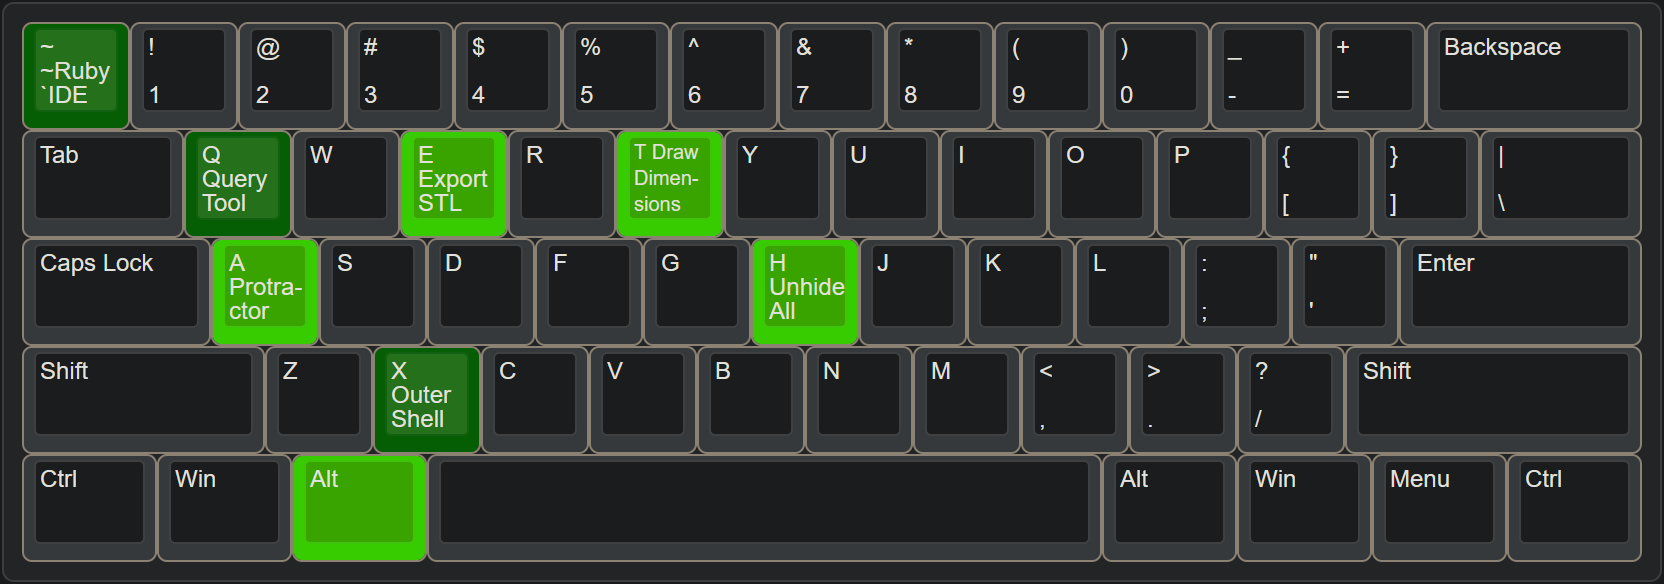 ~
~Ruby
`IDE
!
1
@
2
#
3
$
4
%
5
^
6
&
7
*
8
(
9
)
0
_
-
+
=
Backspace
Tab
Q
Query
Tool
W
E
Export
STL
R
T Draw
Dimen-
sions
Y
U
I
O
P
{
[
}
]
|
\
Caps Lock
A
Protra-
ctor
S
D
F
G
H
Unhide
All
J
K
L
:
;
"
'
Enter
Shift
Z
X
Outer
Shell
C
V
B
N
M
<
,
>
.
?
/
Shift
Ctrl
Win
Alt
Alt
Win
Menu
Ctrl